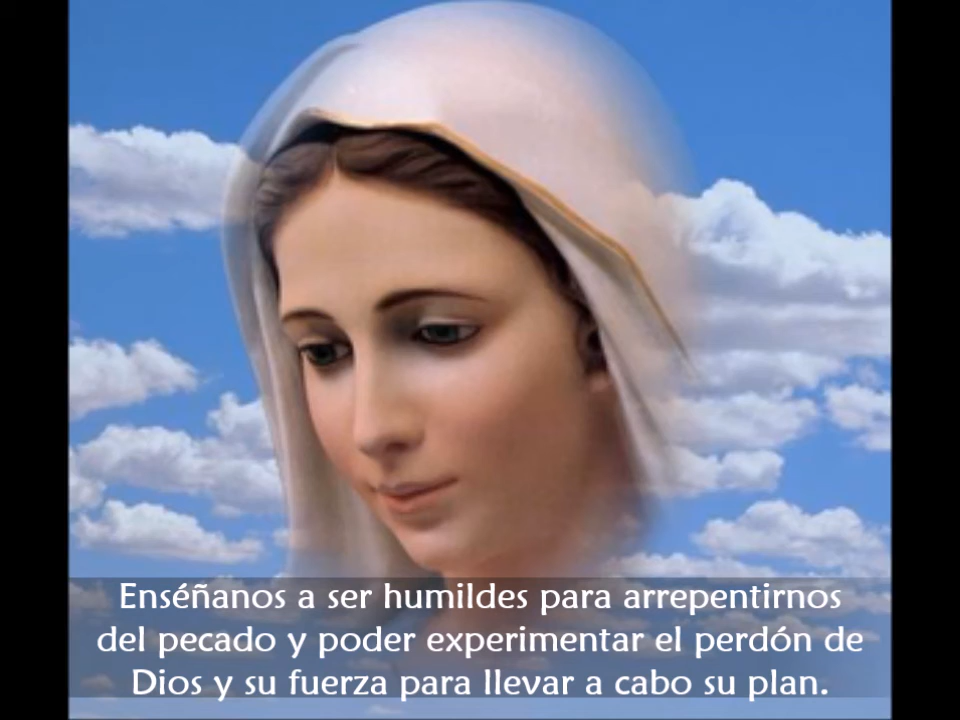 Enséñanos a ser humildes para arrepentirnos
del pecado y poder experimentar el perdón de
Dios y su fuerza para llevar a cabo su plan.